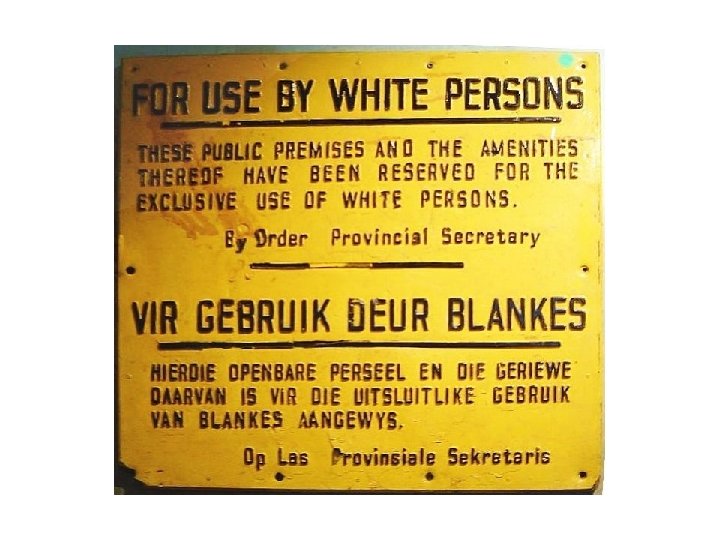 FOR USE BY WHITE PERSONS
THESE PUBLIC PREMISES AND THE AMENITIES
THEREOF HAVE BEEN RESERVED FOR THE
EXCLUSIVE USE OF WHITE PERSONS.
By Order Provincial Secretary
VIR GEBRUIK DEUR BLANKES
HIERDIE OPENBARE PERSEEL EN DIE GERIEWE
DAARVAN IS VIR DIE UITSLUITLIKE GEBRUIK
VAN BLANKES AANGEWYS.
Op Las Provinsiale Sekretaris